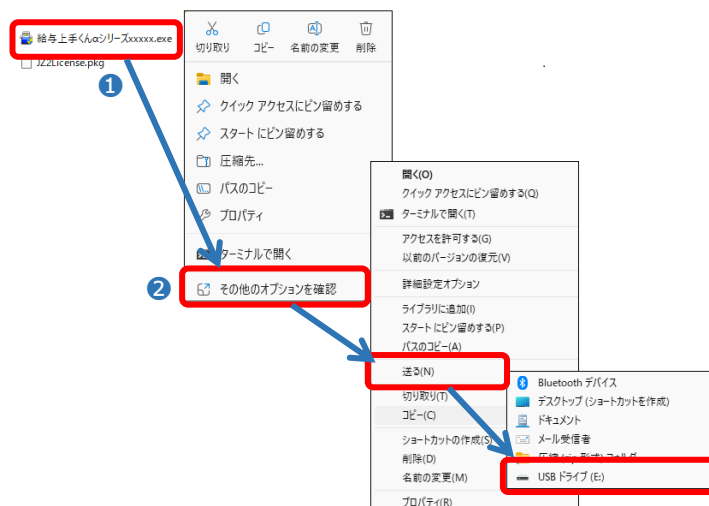 給与上手くんαシリーズxxxxx.exe
JZ2License.pkg
1
切り取り コピー 名前の変更 削除
開く
クイック アクセスにピン留めする
スタート にピン留めする
圧縮先...
パスのコピー
プロパティ
ターミナルで開く
2
その他のオプションを確認
開く(O)
クイック アクセスにピン留めする(Q)
ターミナルで開く(T)
アクセスを許可する(G)
以前のバージョンの復元(V)
詳細設定オプション
ライブラリに追加(I)
スタート にピン留めする(P)
パスのコピー(A)
送る(N)
切り取り(T)
コピー(C)
ショートカットの作成(S)
削除(D)
名前の変更(M)
プロパティ(R)
Bluetooth デバイス
デスクトップ (ショートカットを作成)
ドキュメント
メール受信者
圧縮 (zip 形式) フォルダー
USB ドライブ (E:)